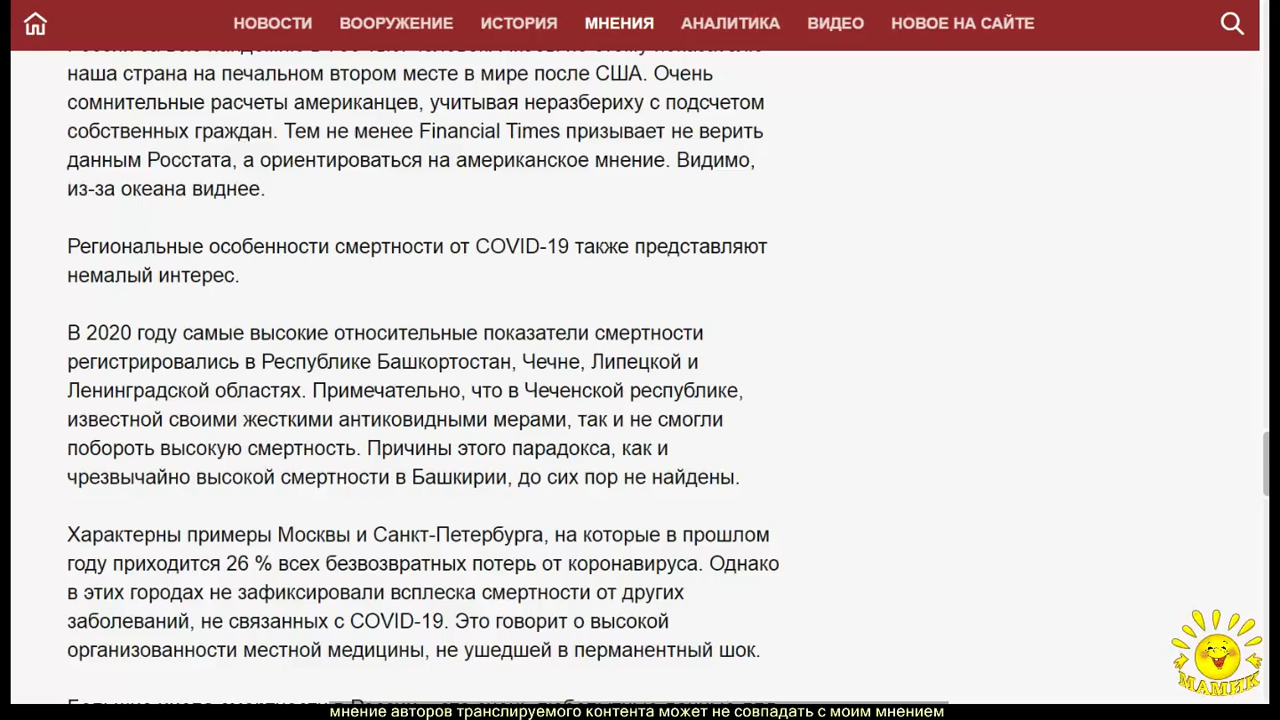 НОВОСТИ ВООРУЖЕНИЕ ИСТОРИЯ МНЕНИЯ АНАЛИТИКА ВИДЕО НОВОЕ НА САЙТЕ
наша страна на печальном втором месте в мире после США. Очень
сомнительные расчеты американцев, учитывая неразбериху с подсчетом
собственных граждан. Тем не менее Financial Times призывает не верить
данным Росстата, а ориентироваться на американское мнение. Видимо,
из-за океана виднее.
Региональные особенности смертности от COVID-19 также представляют
немалый интерес.
В 2020 году самые высокие относительные показатели смертности
регистрировались в Республике Башкортостан, Чечне, Липецкой и
Ленинградской областях. Примечательно, что в Чеченской республике,
известной своими жесткими антиковидными мерами, так и не смогли
побороть высокую смертность. Причины этого парадокса, как и
чрезвычайно высокой смертности в Башкирии, до сих пор не найдены.
Характерны примеры Москвы и Санкт-Петербурга, на которые в прошлом
году приходится 26 % всех безвозвратных потерь от коронавируса. Однако
в этих городах не зафиксировали всплеска смертности от других
заболеваний, не связанных с COVID-19. Это говорит о высокой
организованности местной медицины, не ушедшей в перманентный шок.
МАМИК
мнение авторов транспируемого контента может не совпадать с моим мнением